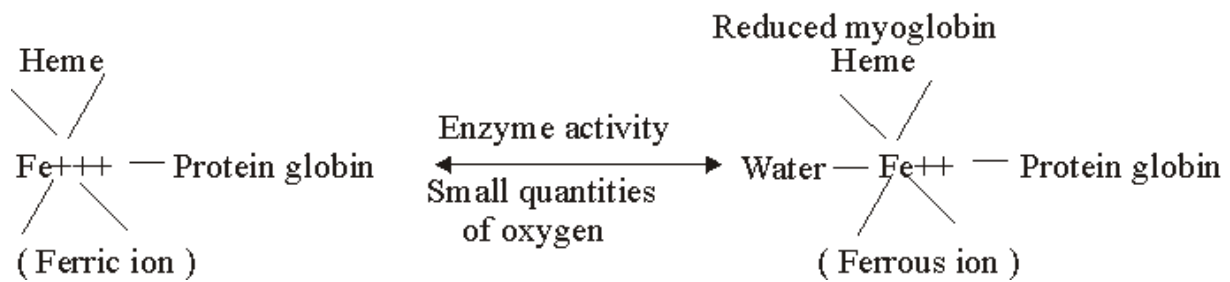 Reduced myoglobin
Heme
Heme
Enzyme activity
Fe+++ — Protein globin
Water — Fe++ — Protein globin
Small quantities
of oxygen
( Ferric ion )
( Ferrous ion )